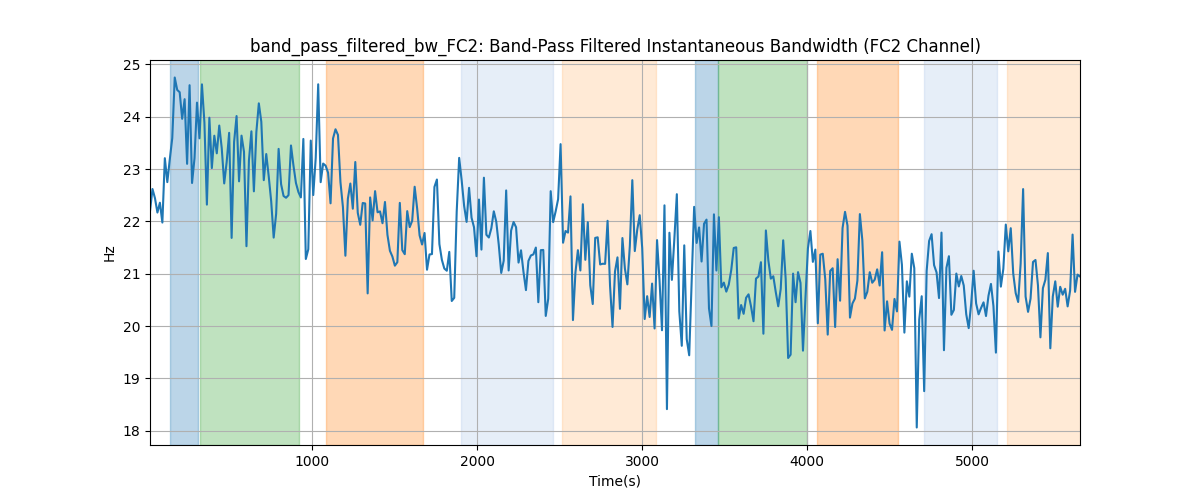 band_pass_filtered_bw_FC2: Band-Pass Filtered Instantaneous Bandwidth (FC2 Channel)
25
24
23
22
21
20
19
18
Hz
1000 2000 3000 4000 5000
Time(s)